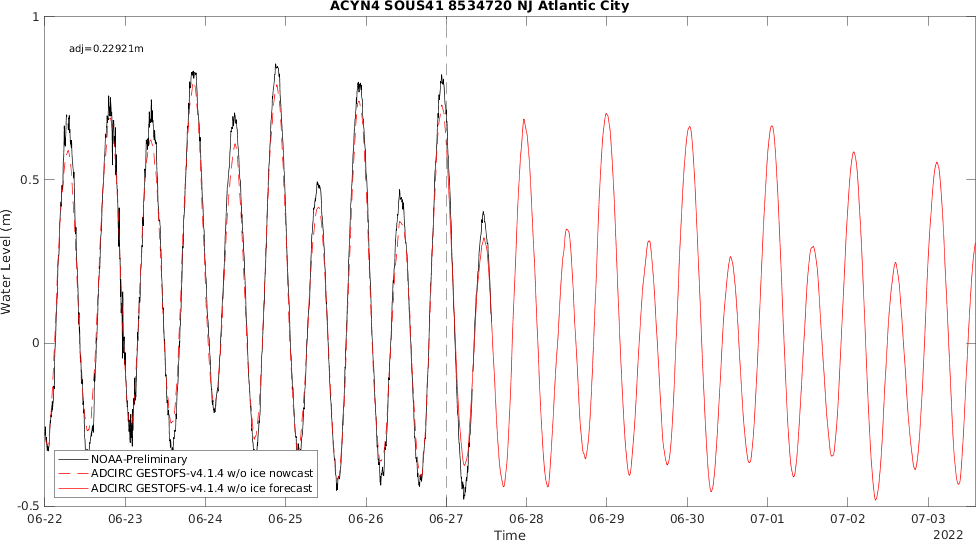 ACYN4 SOUS41 8534720 NJ Atlantic City
1
adj=0.22921m
0.5
Water Level (m)
0
NOAA-Preliminary
ADCIRC GESTOFS-v4.1.4 w/o ice nowcast
ADCIRC GESTOFS-v4.1.4 w/o ice forecast
-0.5
06-22 06-23 06-24 06-25 06-26 06-27 06-28 06-29 06-30 07-01 07-02 07-03
Time
2022